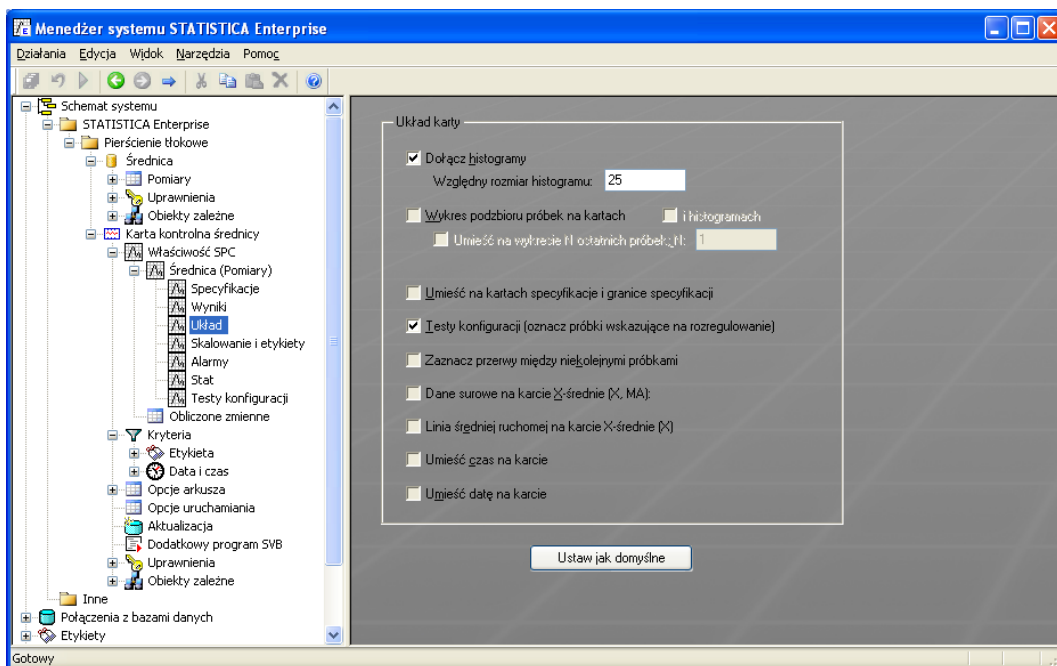 Menedżer systemu STATISTICA Enterprise
Działania Edycja Widok Narzędzia Pomoc
Schemat systemu
STATISTICA Enterprise
Pierścienie tłokowe
Średnica
Pomiary
Uprawnienia
Obiekty zależne
Karta kontrolna średnicy
Właściwość SPC
Średnica (Pomiary)
Specyfikacje
Wyniki
Układ
Skalowanie i etykiety
Alarmy
Stat
Testy konfiguracji
Obliczone zmienne
Kryteria
Etykieta
Data i czas
Opcje arkusza
Opcje uruchamiania
Aktualizacja
Dodatkowy program SVB
Uprawnienia
Obiekty zależne
Inne
Połączenia z bazami danych
Etykiety
Układ karty
Dołącz histogramy
Względny rozmiar histogramu: 25
Wykres podzbioru próbek na kartach i histogramach
Umieść na wykresie N ostatnich próbek; N: 1
Umieść na kartach specyfikacje i granice specyfikacji
Testy konfiguracji (oznacz próbki wskazujące na rozregulowanie)
Zaznacz przerwy między niekolejnymi próbkami
Dane surowe na karcie X-średnie (X, MA):
Linia średniej ruchomej na karcie X-średnie (X)
Umieść czas na karcie
Umieść datę na karcie
Ustaw jak domyślne
Gotowy